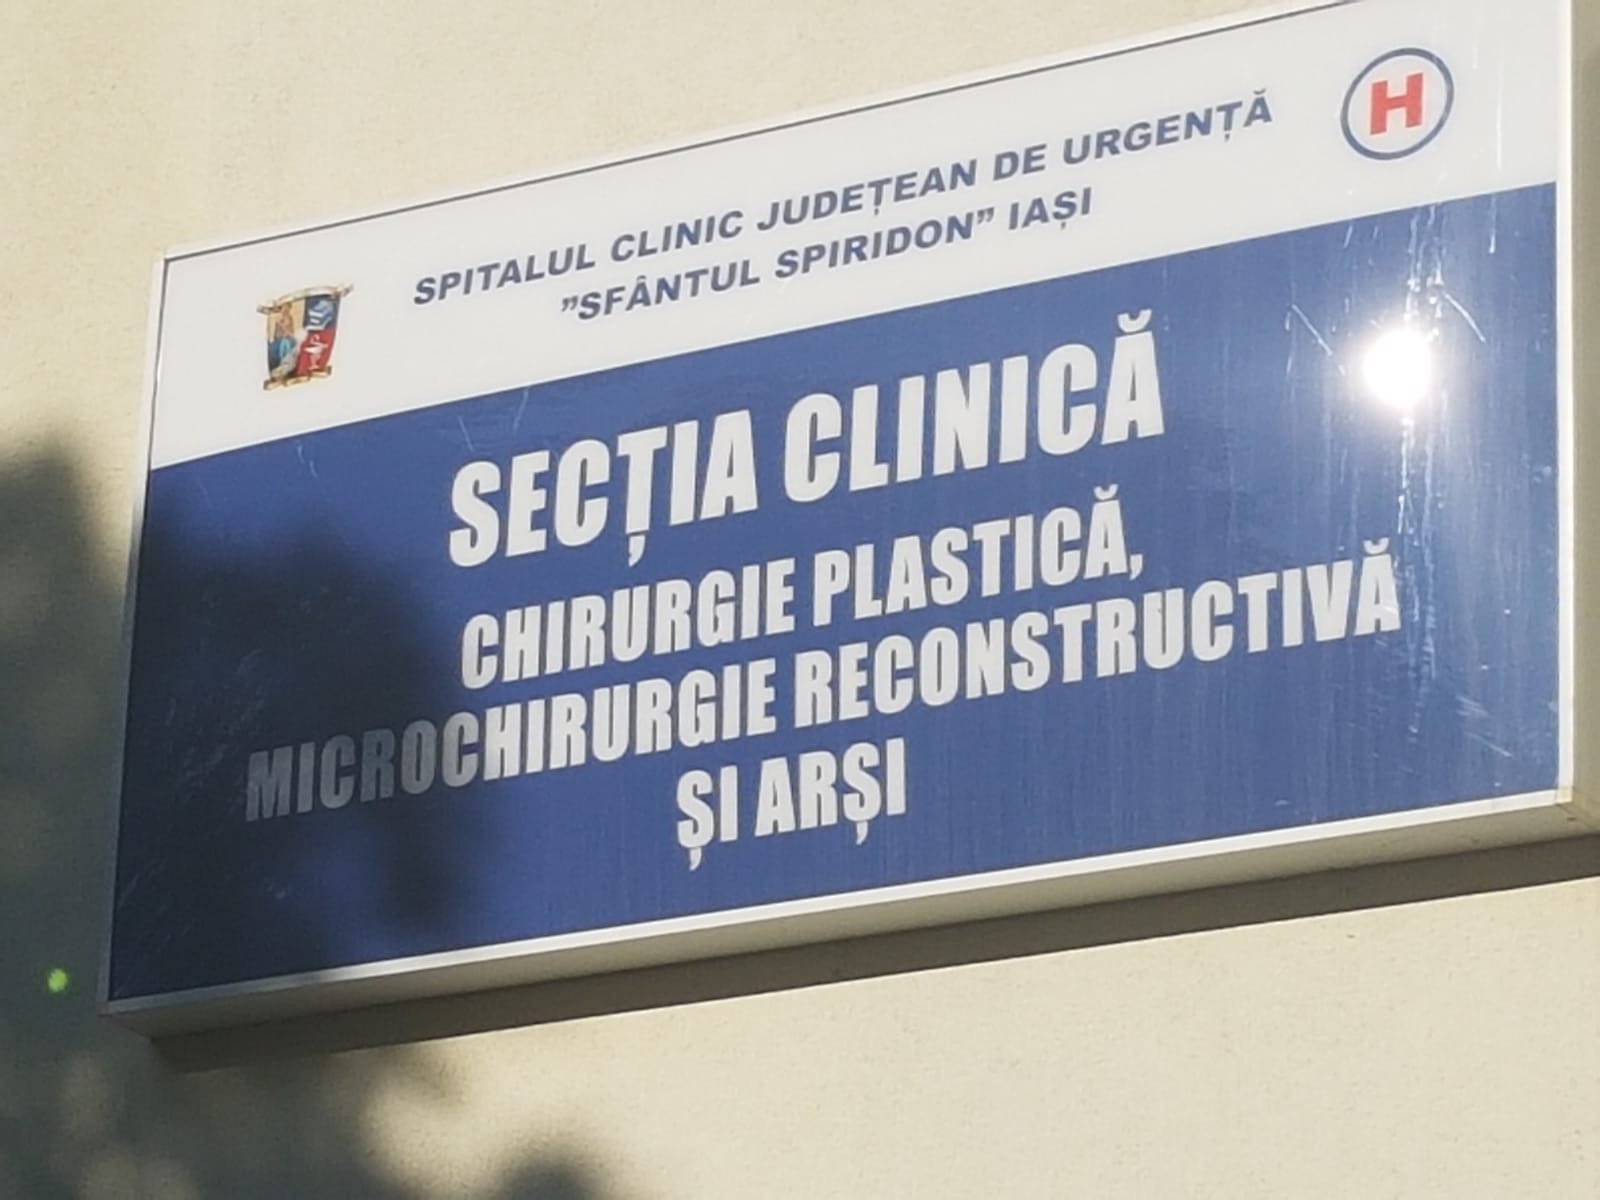 SPITALUL CLINIC JUDEȚEAN DE URGENȚĂ
”SFÂNTUL SPIRIDON” IAȘI
H
SECȚIA CLINICĂ
CHIRURGIE PLASTICĂ,
MICROCHIRURGIE RECONSTRUCTIVĂ
ȘI ARȘI